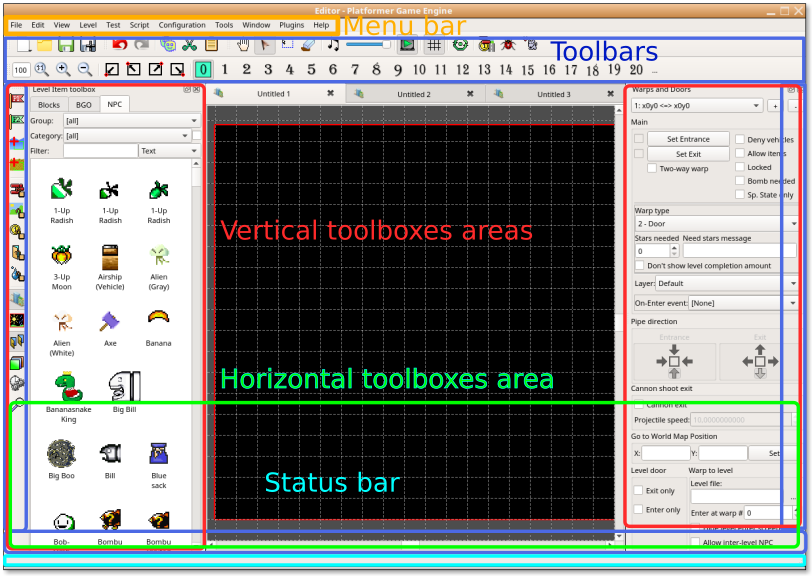 Editor - Platformer Game Engine
File Edit View Level Test Script Configuration Tools Window Plugins Help
Menu bar
Toolbars
100 0 1 2 3 4 5 6 7 8 9 10 11 12 13 14 15 16 17 18 19 20 ...
Level Item toolbox
Blocks BGO NPC
Group: [all]
Category: [all]
Filter: Text
1-Up Radish
1-Up Radish
1-Up Radish
3-Up Moon
Airship (Vehicle)
Alien (Gray)
Alien (White)
Axe
Banana
Bananasnake King
Big Bill
Big Boo
Bill
Blue sack
Bob-
Bombu
Bombu
Untitled 1
Untitled 2
Untitled 3
Vertical toolboxes areas
Horizontal toolboxes area
Status bar
Warps and Doors
1: x0y0 <=> x0y0 + -
Main
Set Entrance
Set Exit
Two-way warp
Deny vehicles
Allow items
Locked
Bomb needed
Sp. State only
Warp type
2 - Door
Stars needed Need stars message
0
Don't show level completion amount
Layer: Default
On-Enter event: [None]
Pipe direction
Entrance Exit
Cannon shoot exit
Cannon exit
Projectile speed: 10,0000000000
Go to World Map Position
X: Y: Set
Level door
Exit only
Enter only
Warp to level
Level file:
...
Enter at warp # 0
Allow inter-level NPC